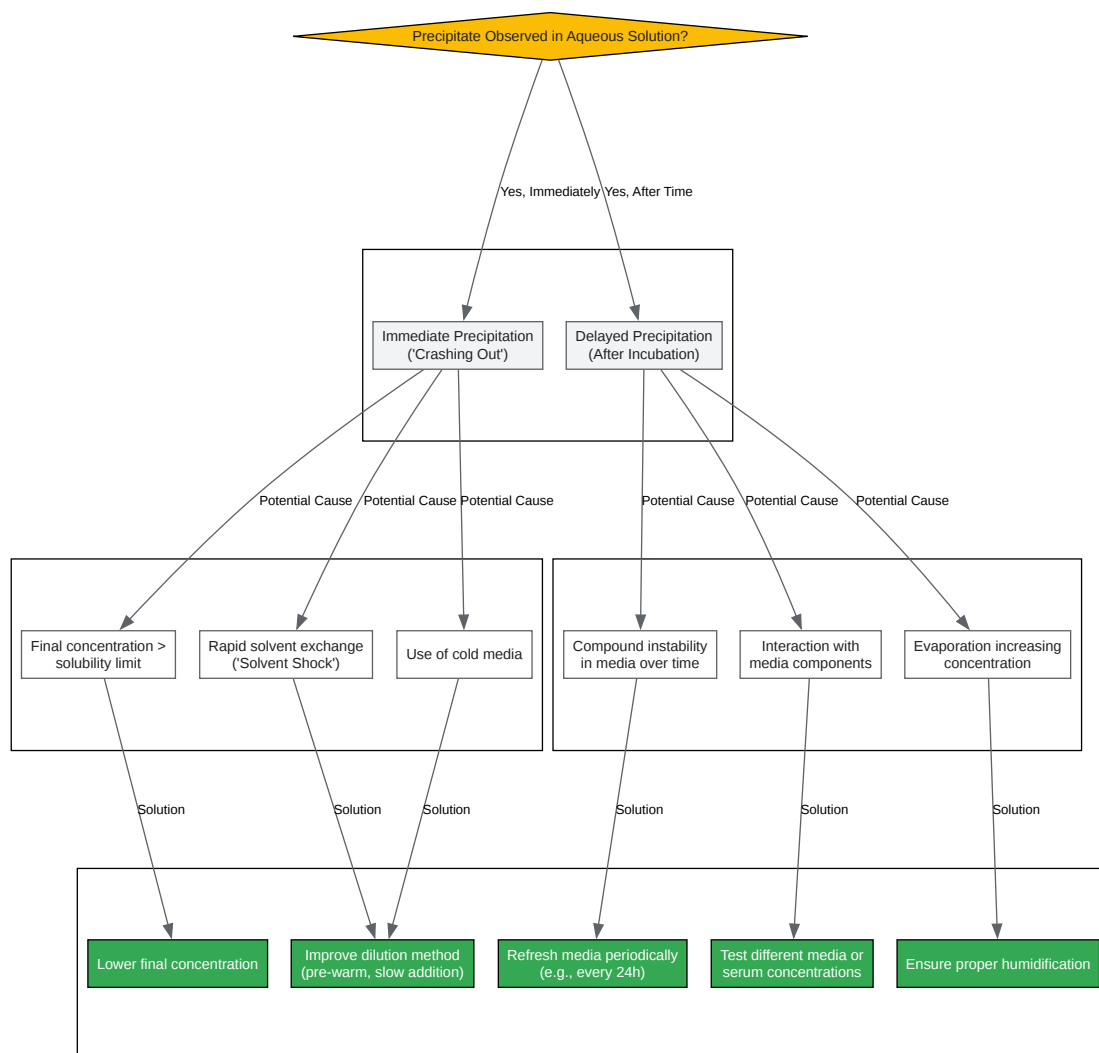 Precipitate Observed in Aqueous Solution?
Yes, Immediately
Yes, After Time
Immediate Precipitation
('Crashing Out')
Delayed Precipitation
(After Incubation)
Potential Cause
Potential Cause
Potential Cause
Potential Cause
Potential Cause
Potential Cause
Final concentration >
solubility limit
Rapid solvent exchange
('Solvent Shock')
Use of cold media
Compound instability
in media over time
Interaction with
media components
Evaporation increasing
concentration
Solution
Solution
Solution
Solution
Solution
Solution
Lower final concentration
Improve dilution method
(pre-warm, slow addition)
Refresh media periodically
(e.g., every 24h)
Test different media or
serum concentrations
Ensure proper humidification